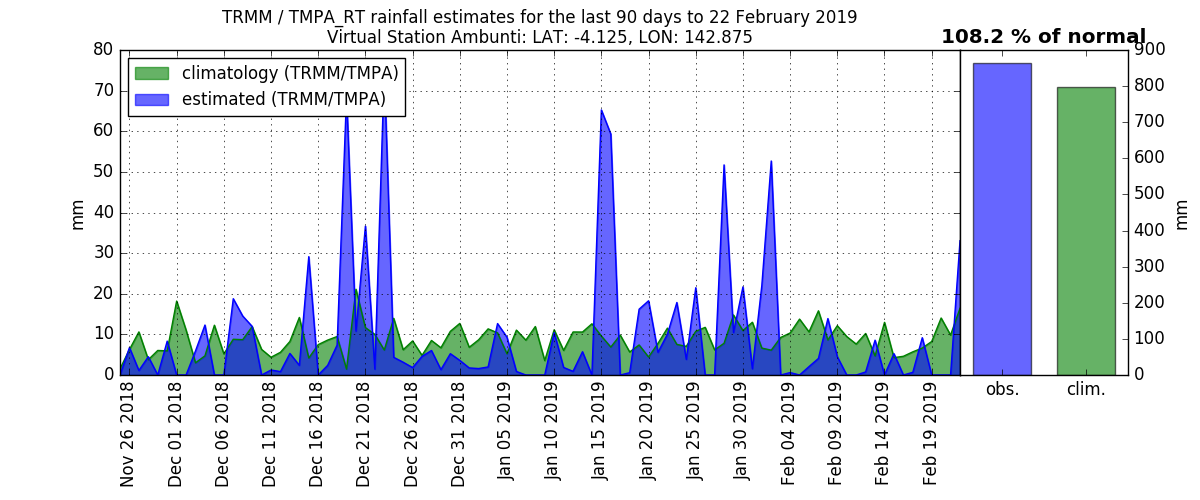 TRMM / TMPA_RT rainfall estimates for the last 90 days to 22 February 2019
Virtual Station Ambunti: LAT: -4.125, LON: 142.875
108.2 % of normal
climatology (TRMM/TMPA)
estimated (TRMM/TMPA)
80
70
60
50
40
30
20
10
0
mm
Nov 26 2018
Dec 01 2018
Dec 06 2018
Dec 11 2018
Dec 16 2018
Dec 21 2018
Dec 26 2018
Dec 31 2018
Jan 05 2019
Jan 10 2019
Jan 15 2019
Jan 20 2019
Jan 25 2019
Jan 30 2019
Feb 04 2019
Feb 09 2019
Feb 14 2019
Feb 19 2019
900
800
700
600
500
400
300
200
100
0
mm
obs.
clim.